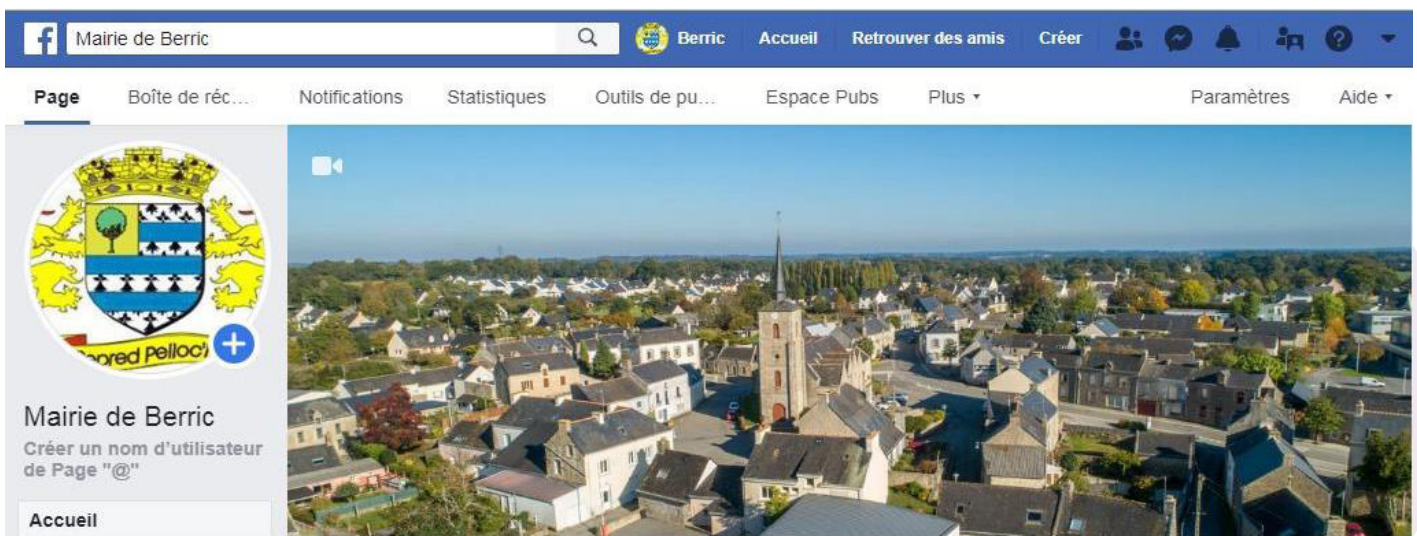 Mairie de Berric
Berric Accueil Retrouver des amis Créer
Page Boîte de réc... Notifications Statistiques Outils de pu... Espace Pubs Plus Paramètres Aide
Pelloc'
Mairie de Berric
Créer un nom d'utilisateur
de Page "@"
Accueil